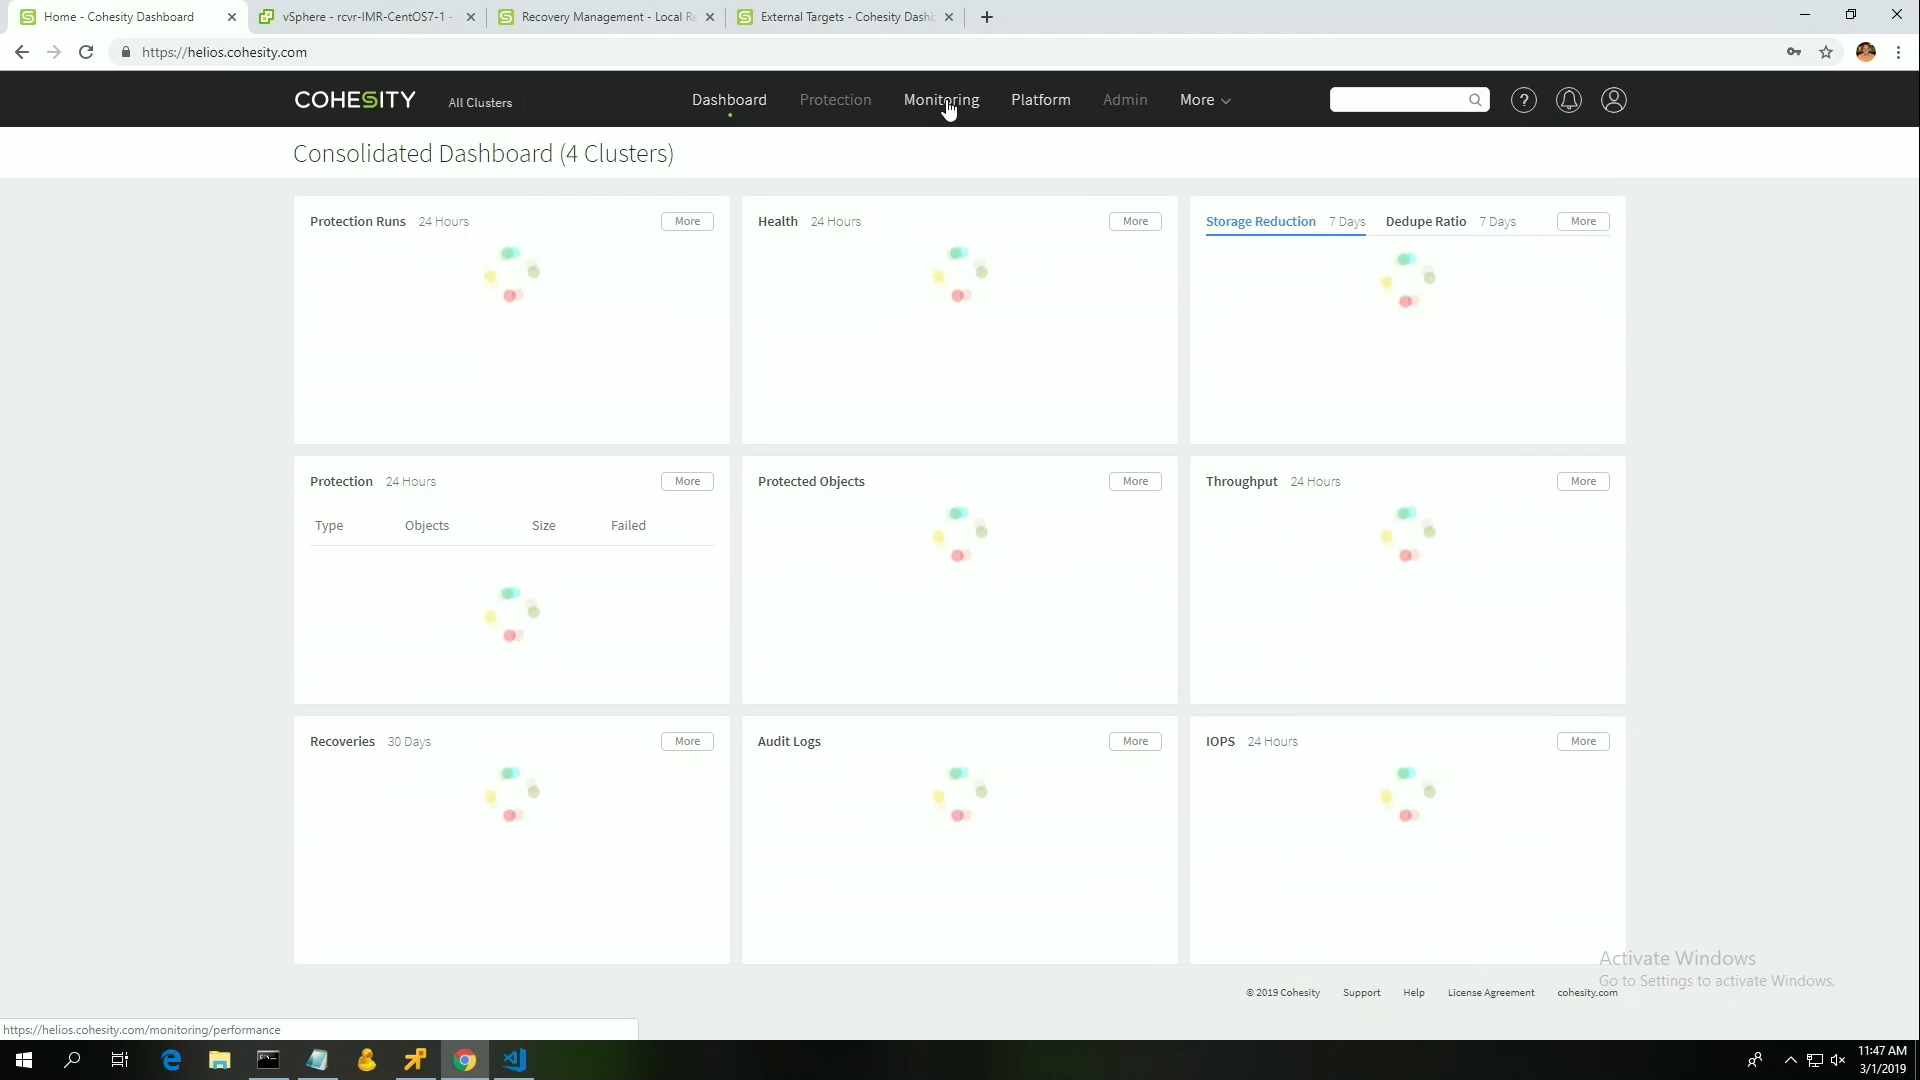 Home - Cohesity Dashboard
vSphere - rcvr-IMR-CentOS7-1 -
Recovery Management - Local Re
External Targets - Cohesity Dashb
https://helios.cohesity.com
COHESITY
All Clusters
Dashboard
Protection
Monitoring
Platform
Admin
More
Consolidated Dashboard (4 Clusters)
Protection Runs 24 Hours
More
Health 24 Hours
More
Storage Reduction 7 Days
Dedupe Ratio 7 Days
More
Protection 24 Hours
More
Type Objects Size Failed
Protected Objects
More
Throughput 24 Hours
More
Recoveries 30 Days
More
Audit Logs
More
IOPS 24 Hours
More
Activate Windows
Go to Settings to activate Windows.
© 2019 Cohesity
Support
Help
License Agreement
cohesity.com
https://helios.cohesity.com/monitoring/performance
11:47 AM
3/1/2019